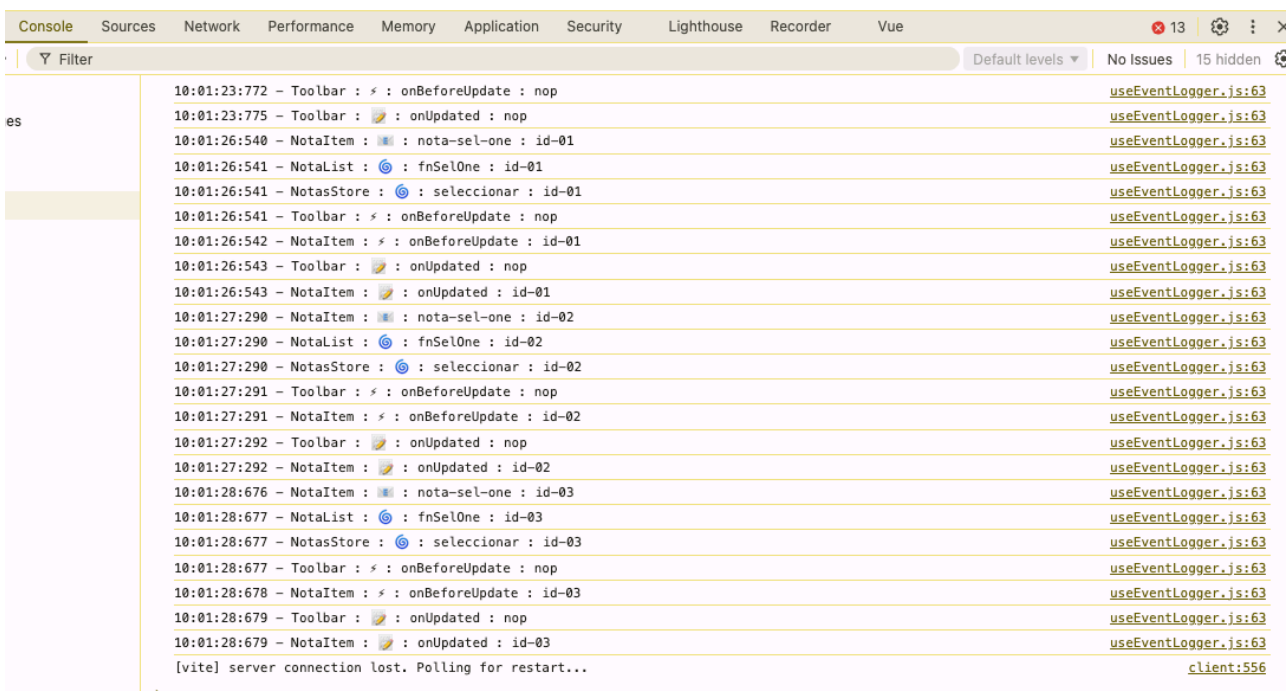 Console Sources Network Performance Memory Application Security Lighthouse Recorder Vue 13
Filter Default levels ▼ No Issues 15 hidden
es
10:01:23:772 – Toolbar : ⚡ : onBeforeUpdate : nop useEventLogger.js:63
10:01:23:775 – Toolbar : 📝 : onUpdated : nop useEventLogger.js:63
10:01:26:540 – NotaItem : 📧 : nota-sel-one : id-01 useEventLogger.js:63
10:01:26:541 – NotaList : 🌀 : fnSelOne : id-01 useEventLogger.js:63
10:01:26:541 – NotasStore : 🌀 : seleccionar : id-01 useEventLogger.js:63
10:01:26:541 – Toolbar : ⚡ : onBeforeUpdate : nop useEventLogger.js:63
10:01:26:542 – NotaItem : ⚡ : onBeforeUpdate : id-01 useEventLogger.js:63
10:01:26:543 – Toolbar : 📝 : onUpdated : nop useEventLogger.js:63
10:01:26:543 – NotaItem : 📝 : onUpdated : id-01 useEventLogger.js:63
10:01:27:290 – NotaItem : 📧 : nota-sel-one : id-02 useEventLogger.js:63
10:01:27:290 – NotaList : 🌀 : fnSelOne : id-02 useEventLogger.js:63
10:01:27:290 – NotasStore : 🌀 : seleccionar : id-02 useEventLogger.js:63
10:01:27:291 – Toolbar : ⚡ : onBeforeUpdate : nop useEventLogger.js:63
10:01:27:291 – NotaItem : ⚡ : onBeforeUpdate : id-02 useEventLogger.js:63
10:01:27:292 – Toolbar : 📝 : onUpdated : nop useEventLogger.js:63
10:01:27:292 – NotaItem : 📝 : onUpdated : id-02 useEventLogger.js:63
10:01:28:676 – NotaItem : 📧 : nota-sel-one : id-03 useEventLogger.js:63
10:01:28:677 – NotaList : 🌀 : fnSelOne : id-03 useEventLogger.js:63
10:01:28:677 – NotasStore : 🌀 : seleccionar : id-03 useEventLogger.js:63
10:01:28:677 – Toolbar : ⚡ : onBeforeUpdate : nop useEventLogger.js:63
10:01:28:678 – NotaItem : ⚡ : onBeforeUpdate : id-03 useEventLogger.js:63
10:01:28:679 – Toolbar : 📝 : onUpdated : nop useEventLogger.js:63
10:01:28:679 – NotaItem : 📝 : onUpdated : id-03 useEventLogger.js:63
[vite] server connection lost. Polling for restart... client:556